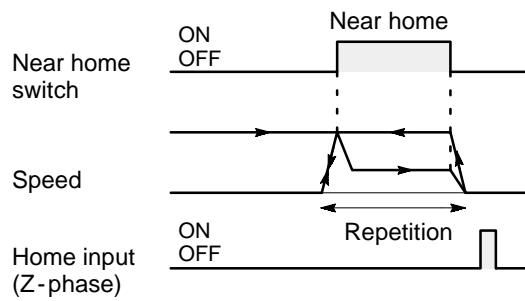 Near home
ON
OFF
Near home
switch
Speed
Repetition
ON
OFF
Home input
(Z-phase)